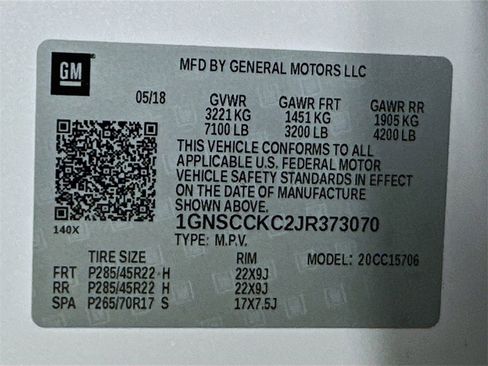 GM
MFD BY GENERAL MOTORS LLC
05/18 GVWR GAWR FRT GAWR RR
3221 KG 1451 KG 1905 KG
7100 LB 3200 LB 4200 LB
THIS VEHICLE CONFORMS TO ALL
APPLICABLE U.S. FEDERAL MOTOR
VEHICLE SAFETY STANDARDS IN EFFECT
ON THE DATE OF MANUFACTURE
SHOWN ABOVE.
140X 1GNSCCKC2JR373070
TYPE: M.P.V.
TIRE SIZE RIM MODEL: 20CC15706
FRT P285/45R22 H 22X9J
RR P285/45R22 H 22X9J
SPA P265/70R17 S 17X7.5J